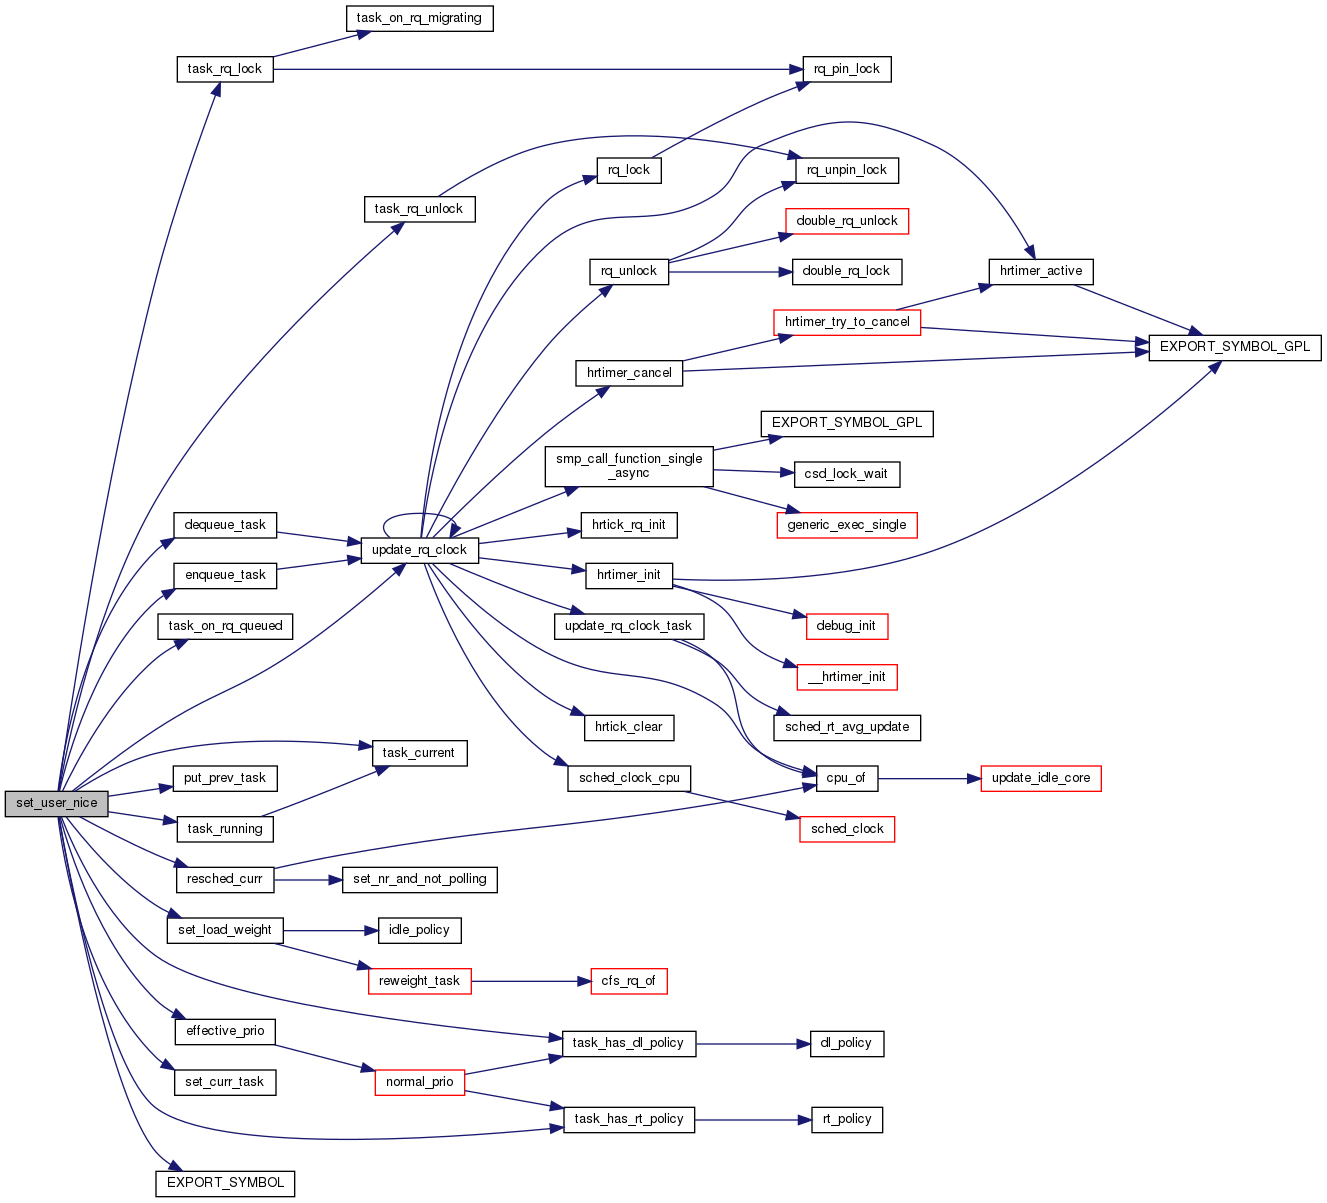 task_on_rq_migrating
task_rq_lock
rq_pin_lock
rq_lock
rq_unpin_lock
task_rq_unlock
double_rq_unlock
rq_unlock
double_rq_lock
hrtimer_active
hrtimer_try_to_cancel
EXPORT_SYMBOL_GPL
hrtimer_cancel
EXPORT_SYMBOL_GPL
smp_call_function_single
_async
csd_lock_wait
dequeue_task
hrtick_rq_init
generic_exec_single
update_rq_clock
enqueue_task
hrtimer_init
task_on_rq_queued
update_rq_clock_task
debug_init
__hrtimer_init
hrtick_clear
sched_rt_avg_update
task_current
put_prev_task
sched_clock_cpu
cpu_of
update_idle_core
set_user_nice
task_running
sched_clock
resched_curr
set_nr_and_not_polling
set_load_weight
idle_policy
reweight_task
cfs_rq_of
effective_prio
task_has_dl_policy
dl_policy
set_curr_task
normal_prio
task_has_rt_policy
rt_policy
EXPORT_SYMBOL